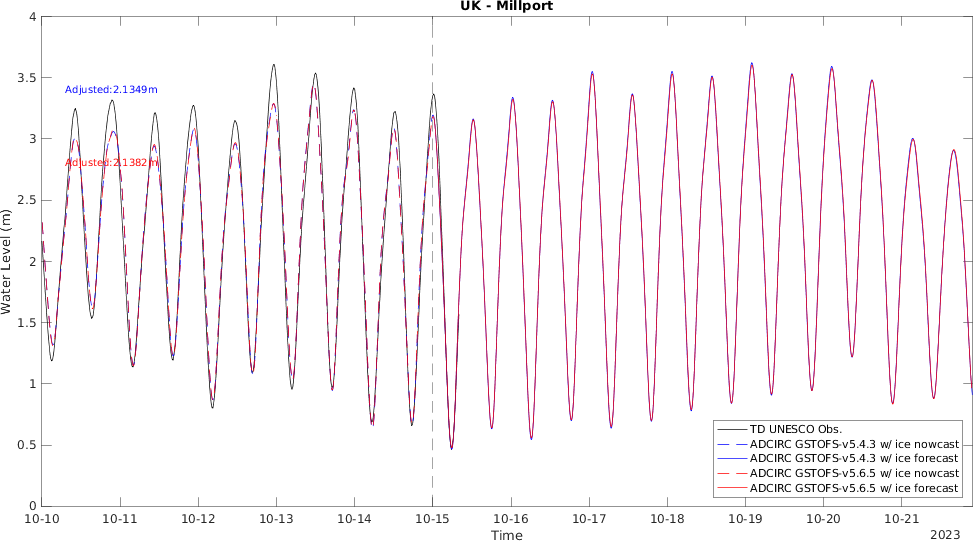 UK - Millport
4
3.5
3
2.5
2
1.5
1
0.5
0
Water Level (m)
Adjusted:2.1349m
Adjusted:2.1382m
TD UNESCO Obs.
ADCIRC GSTOFS-v5.4.3 w/ ice nowcast
ADCIRC GSTOFS-v5.4.3 w/ ice forecast
ADCIRC GSTOFS-v5.6.5 w/ ice nowcast
ADCIRC GSTOFS-v5.6.5 w/ ice forecast
10-10 10-11 10-12 10-13 10-14 10-15 10-16 10-17 10-18 10-19 10-20 10-21
Time
2023